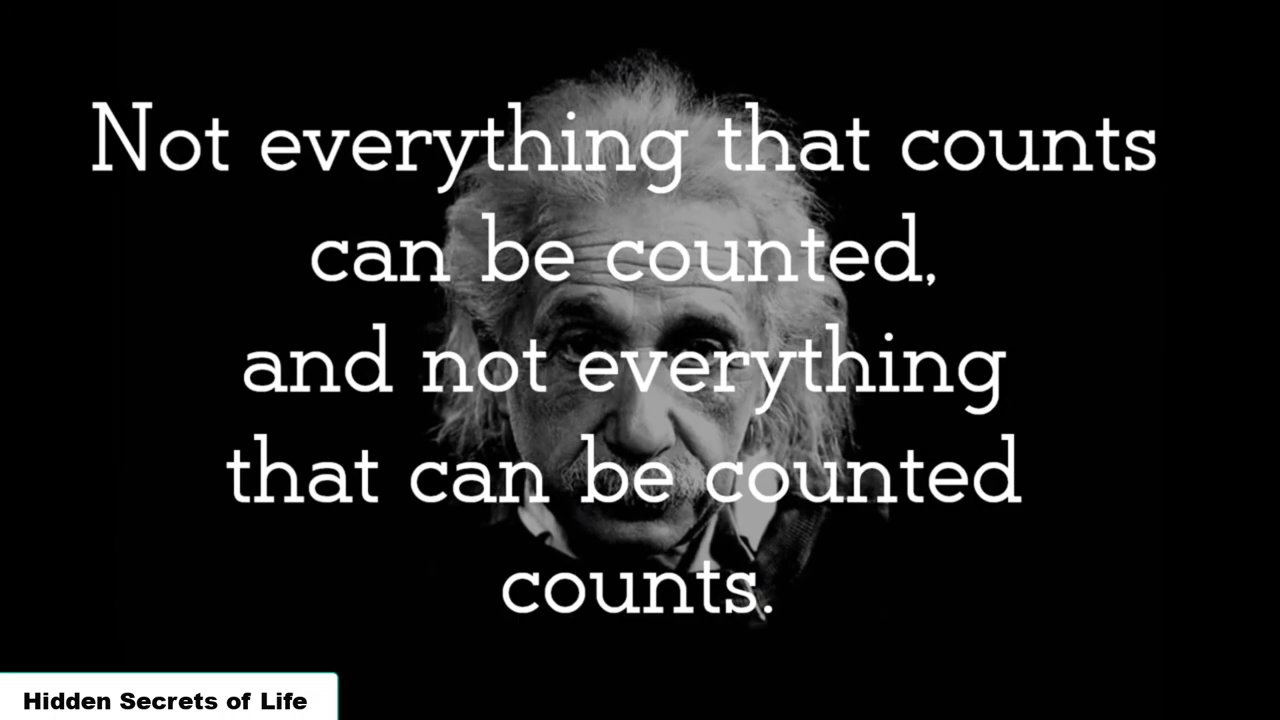 Not everything that counts
can be counted,
and not everything
that can be counted
counts.
Hidden Secrets of Life